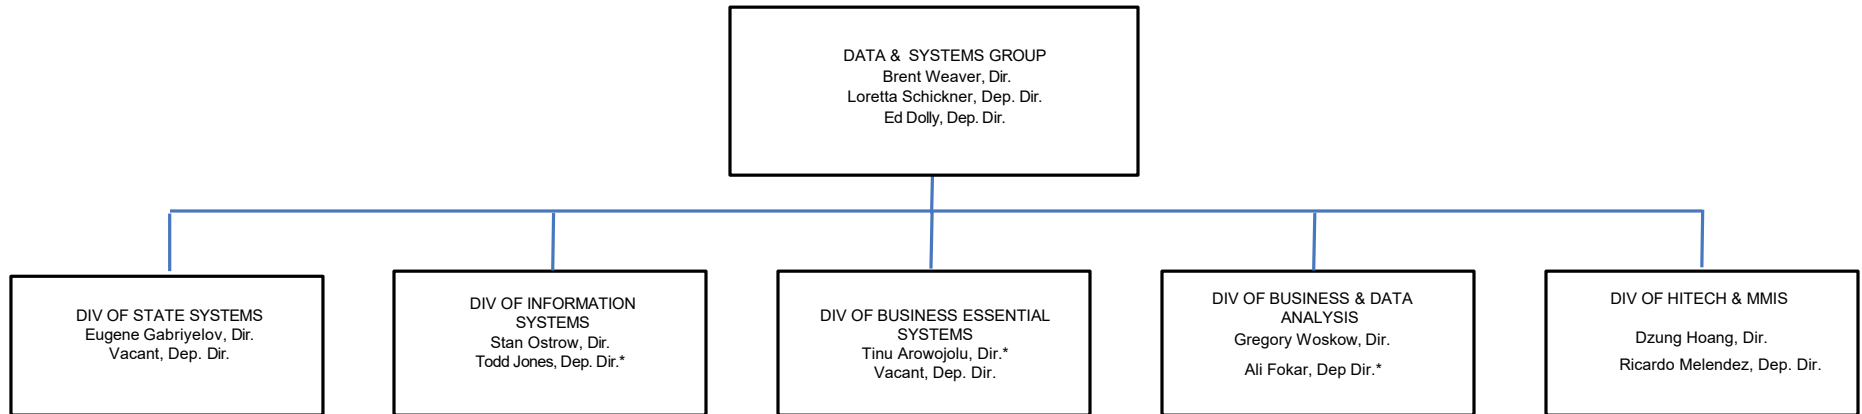 DATA & SYSTEMS GROUP
Brent Weaver, Dir.
Loretta Schickner, Dep. Dir.
Ed Dolly, Dep. Dir.
DIV OF STATE SYSTEMS
Eugene Gabriyelov, Dir.
Vacant, Dep. Dir.
DIV OF INFORMATION
SYSTEMS
Stan Ostrow, Dir.
Todd Jones, Dep. Dir.*
DIV OF BUSINESS ESSENTIAL
SYSTEMS
Tinu Arowojolu, Dir.*
Vacant, Dep. Dir.
DIV OF BUSINESS & DATA
ANALYSIS
Gregory Woskow, Dir.
Ali Fokar, Dep Dir.*
DIV OF HITECH & MMIS
Dzung Hoang, Dir.
Ricardo Melendez, Dep. Dir.